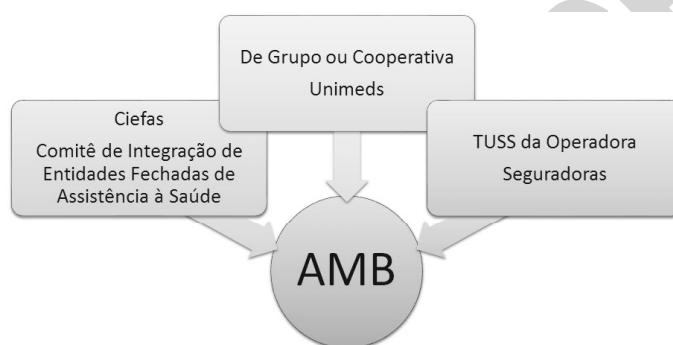 De Grupo ou Cooperativa
Unimeds
Ciefas
Comitê de Integração de
Entidades Fechadas de
Assistência à Saúde
TUSS da Operadora
Seguradoras
AMB